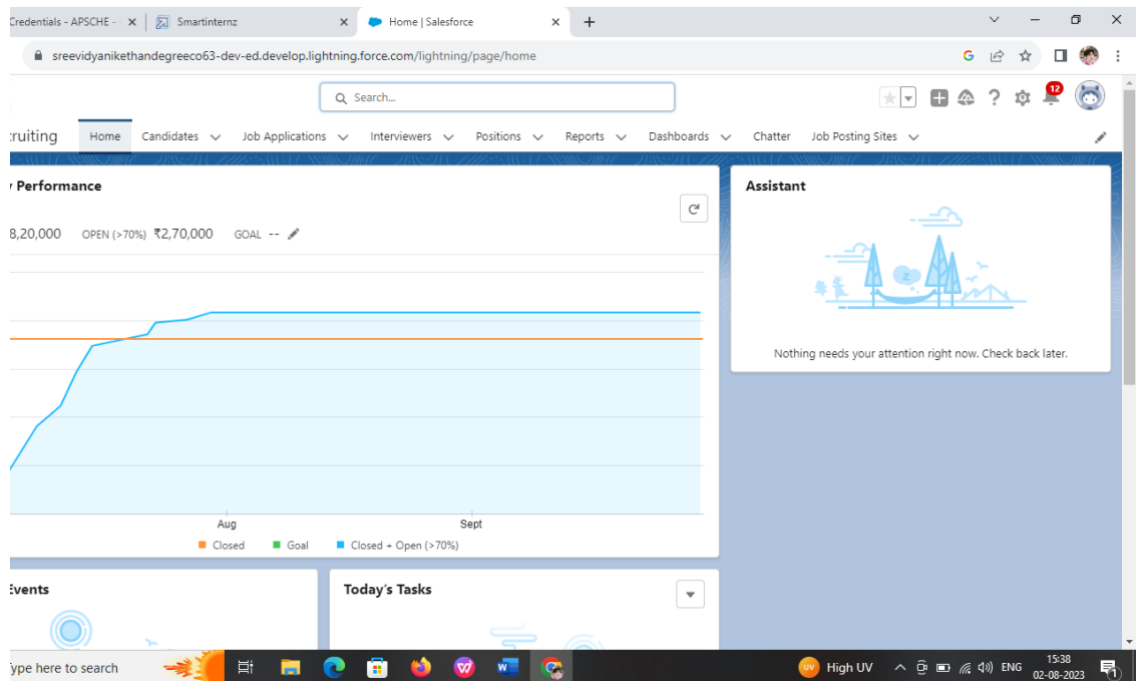 Credentials - APSCHE - Smartinternz Home | Salesforce
sreevidyanikethandegreeco63-dev-ed.develop.lightning.force.com/lightning/page/home
Search...
12
Home Candidates Job Applications Interviewers Positions Reports Dashboards Chatter Job Posting Sites
Performance
Assistant
8,20,000 OPEN (>70%) ₹2,70,000 GOAL --
Nothing needs your attention right now. Check back later.
Aug Sept
Closed Goal Closed + Open (>70%)
Events
Today's Tasks
ype here to search
High UV
ENG
15:38
02-08-2023